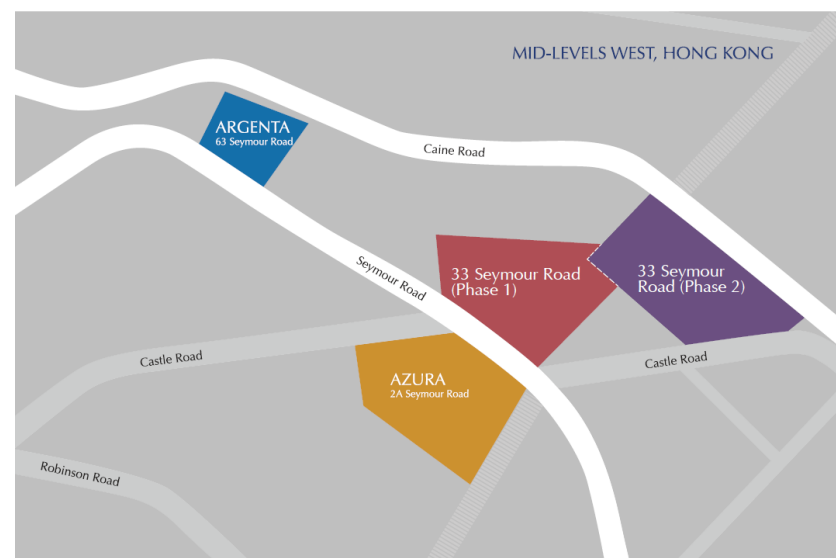 MID-LEVELS WEST, HONG KONG
ARGENTA
63 Seymour Road
Caine Road
Seymour Road
33 Seymour Road
(Phase 1)
33 Seymour
Road (Phase 2)
Castle Road
Castle Road
AZURA
2A Seymour Road
Robinson Road